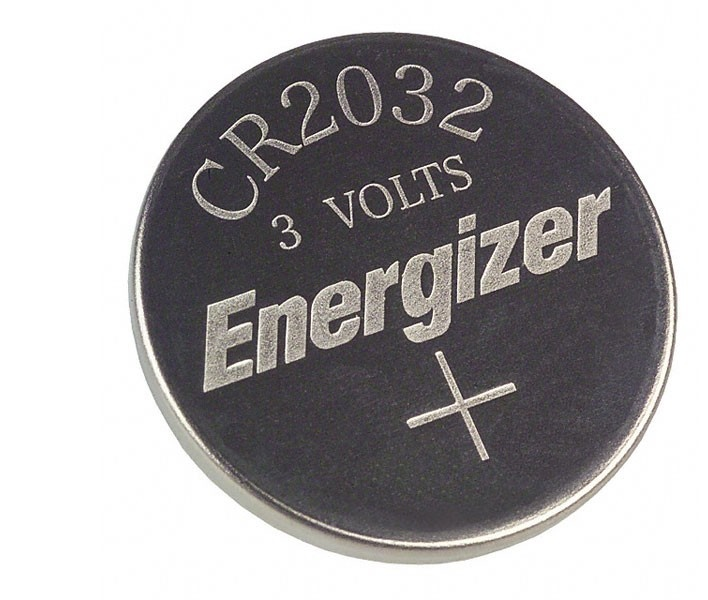 CR2032
3 VOLTS
Energizer
+